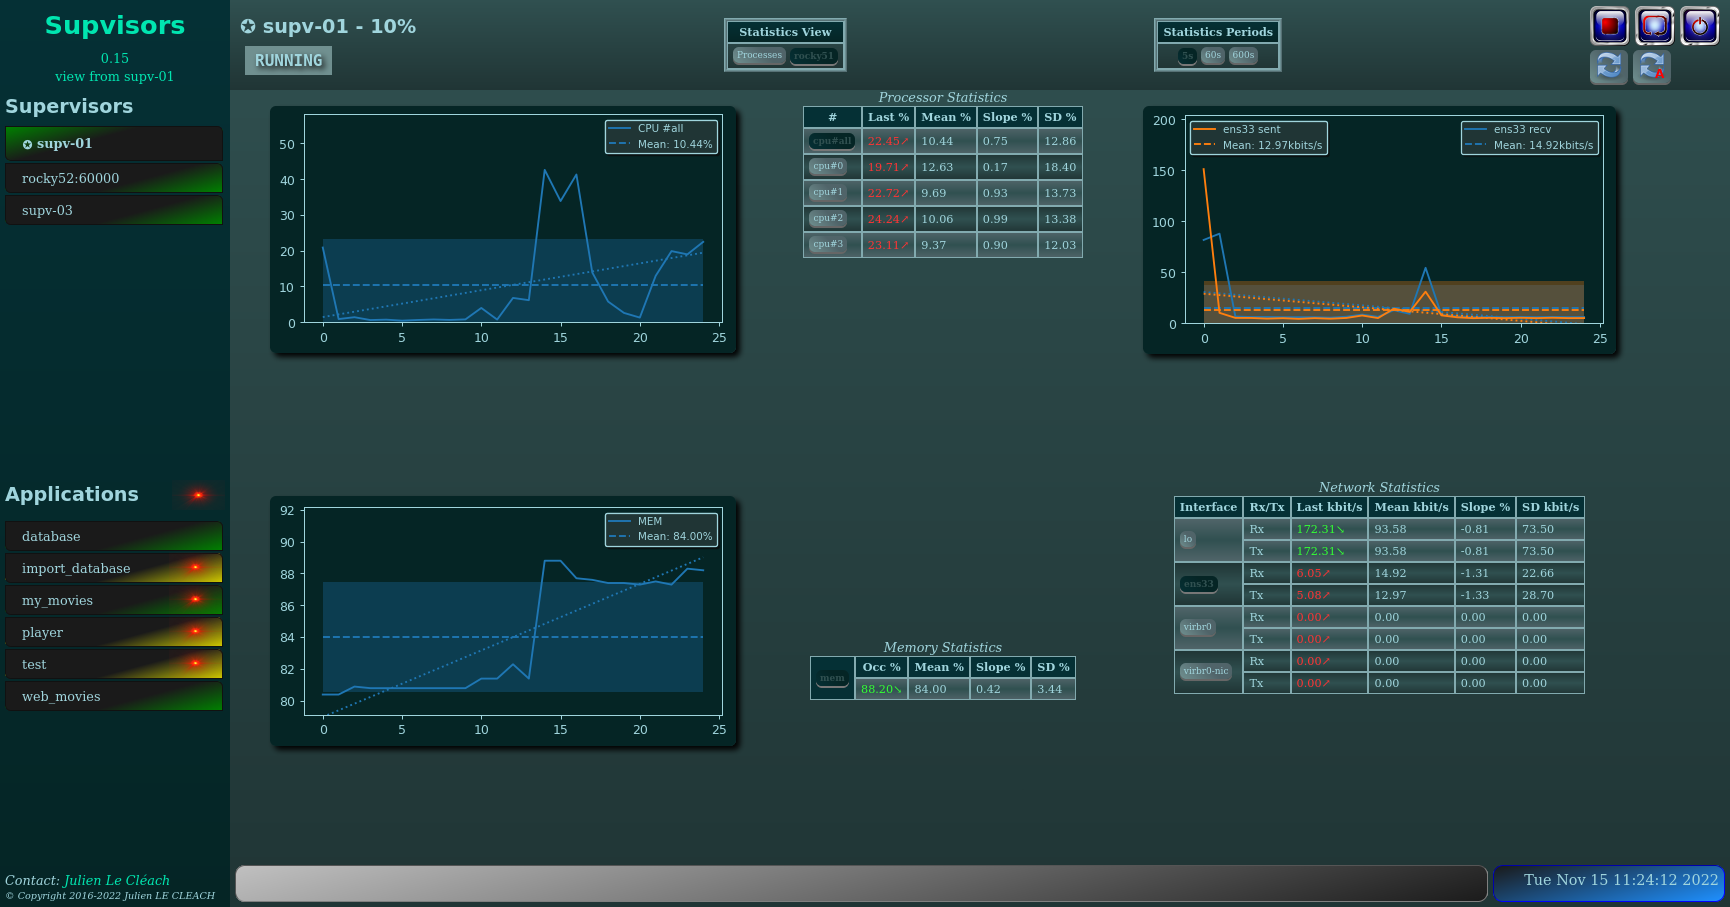 Supvisors
0.15
view from supv-01
Supervisors
✪ supv-01
rocky52:60000
supv-03
Applications
database
import_database
my_movies
player
test
web_movies
Contact: Julien Le Cléach
© Copyright 2016-2022 Julien LE CLEACH
✪ supv-01 - 10%
RUNNING
Statistics View
Processes rocky51
Statistics Periods
5s 60s 600s
A
CPU #all
Mean: 10.44%
50
40
30
20
10
0
0 5 10 15 20 25
Processor Statistics
# Last % Mean % Slope % SD %
cpu#all 22.45↗ 10.44 0.75 12.86
cpu#0 19.71↗ 12.63 0.17 18.40
cpu#1 22.72↗ 9.69 0.93 13.73
cpu#2 24.24↗ 10.06 0.99 13.38
cpu#3 23.11↗ 9.37 0.90 12.03
ens33 sent
Mean: 12.97kbits/s
ens33 recv
Mean: 14.92kbits/s
200
150
100
50
0
0 5 10 15 20 25
MEM
Mean: 84.00%
92
90
88
86
84
82
80
0 5 10 15 20 25
Memory Statistics
mem Occ % Mean % Slope % SD %
88.20↘ 84.00 0.42 3.44
Network Statistics
Interface Rx/Tx Last kbit/s Mean kbit/s Slope % SD kbit/s
lo Rx 172.31↘ 93.58 -0.81 73.50
Tx 172.31↘ 93.58 -0.81 73.50
ens33 Rx 6.05↗ 14.92 -1.31 22.66
Tx 5.08↗ 12.97 -1.33 28.70
virbr0 Rx 0.00↗ 0.00 0.00 0.00
Tx 0.00↗ 0.00 0.00 0.00
virbr0-nic Rx 0.00↗ 0.00 0.00 0.00
Tx 0.00↗ 0.00 0.00 0.00
Tue Nov 15 11:24:12 2022